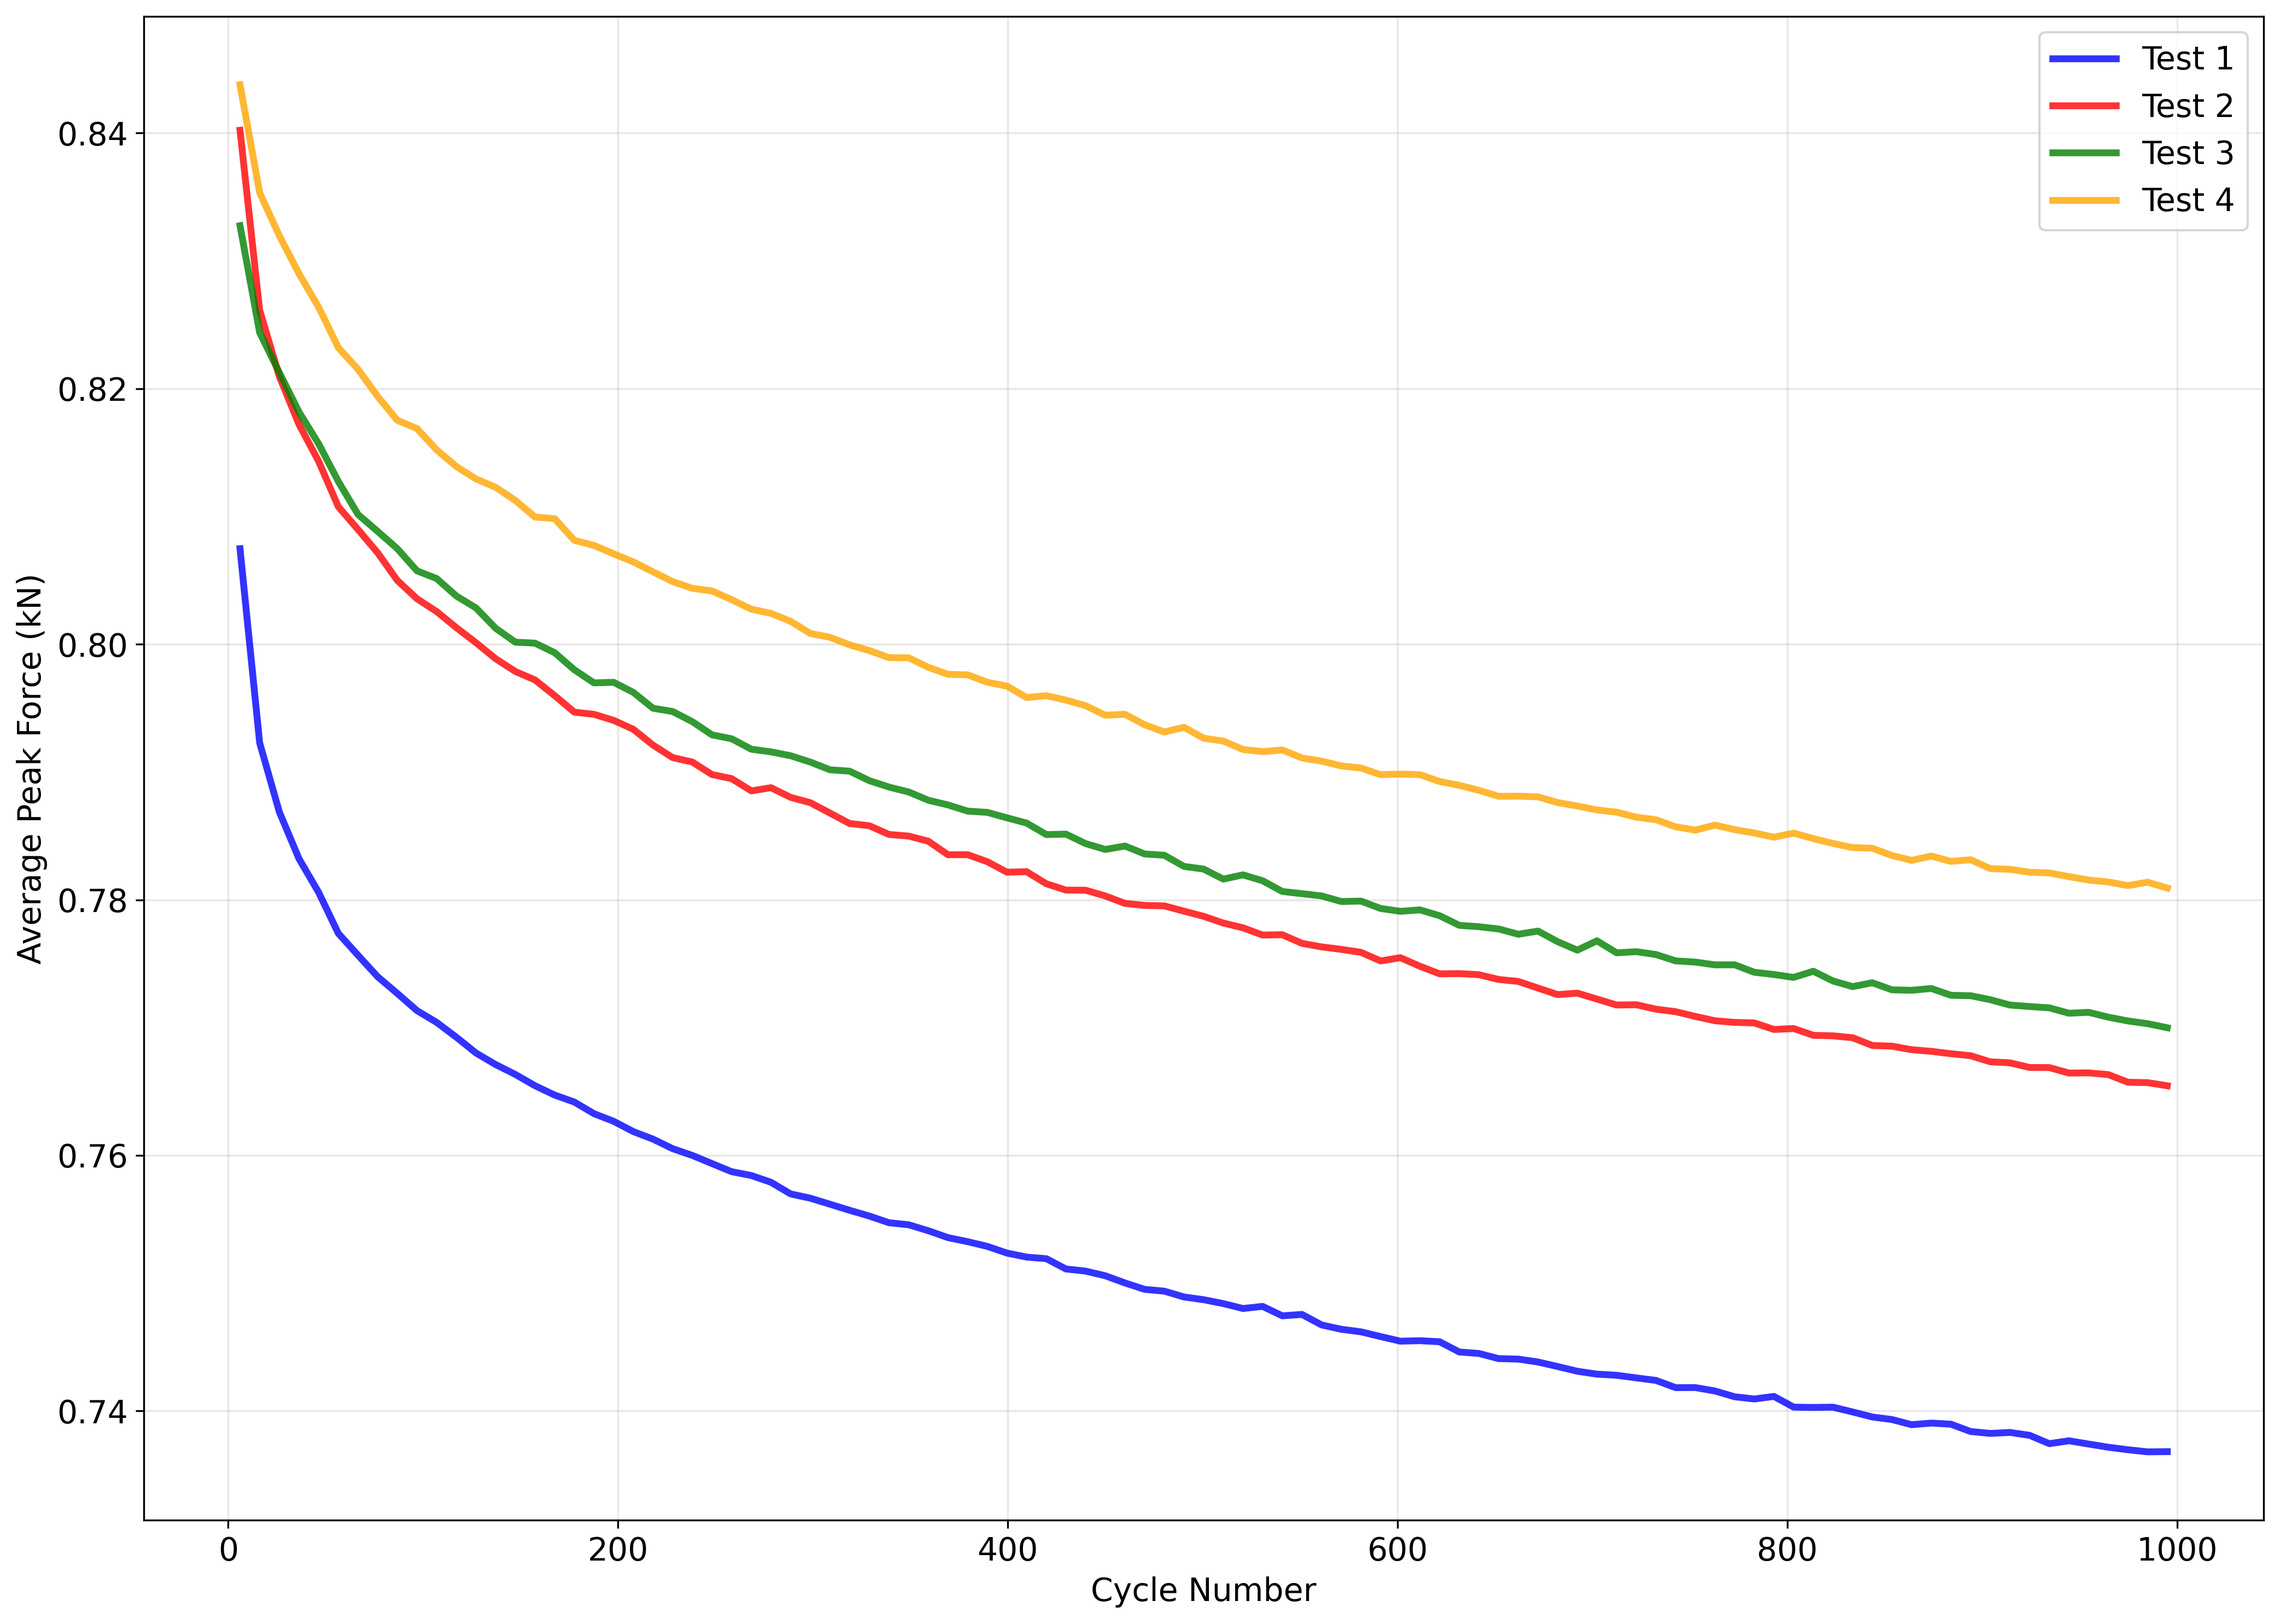 Test 1
Test 2
Test 3
Test 4
0.84
0.82
0.80
0.78
0.76
0.74
Average Peak Force (kN)
0 200 400 600 800 1000
Cycle Number